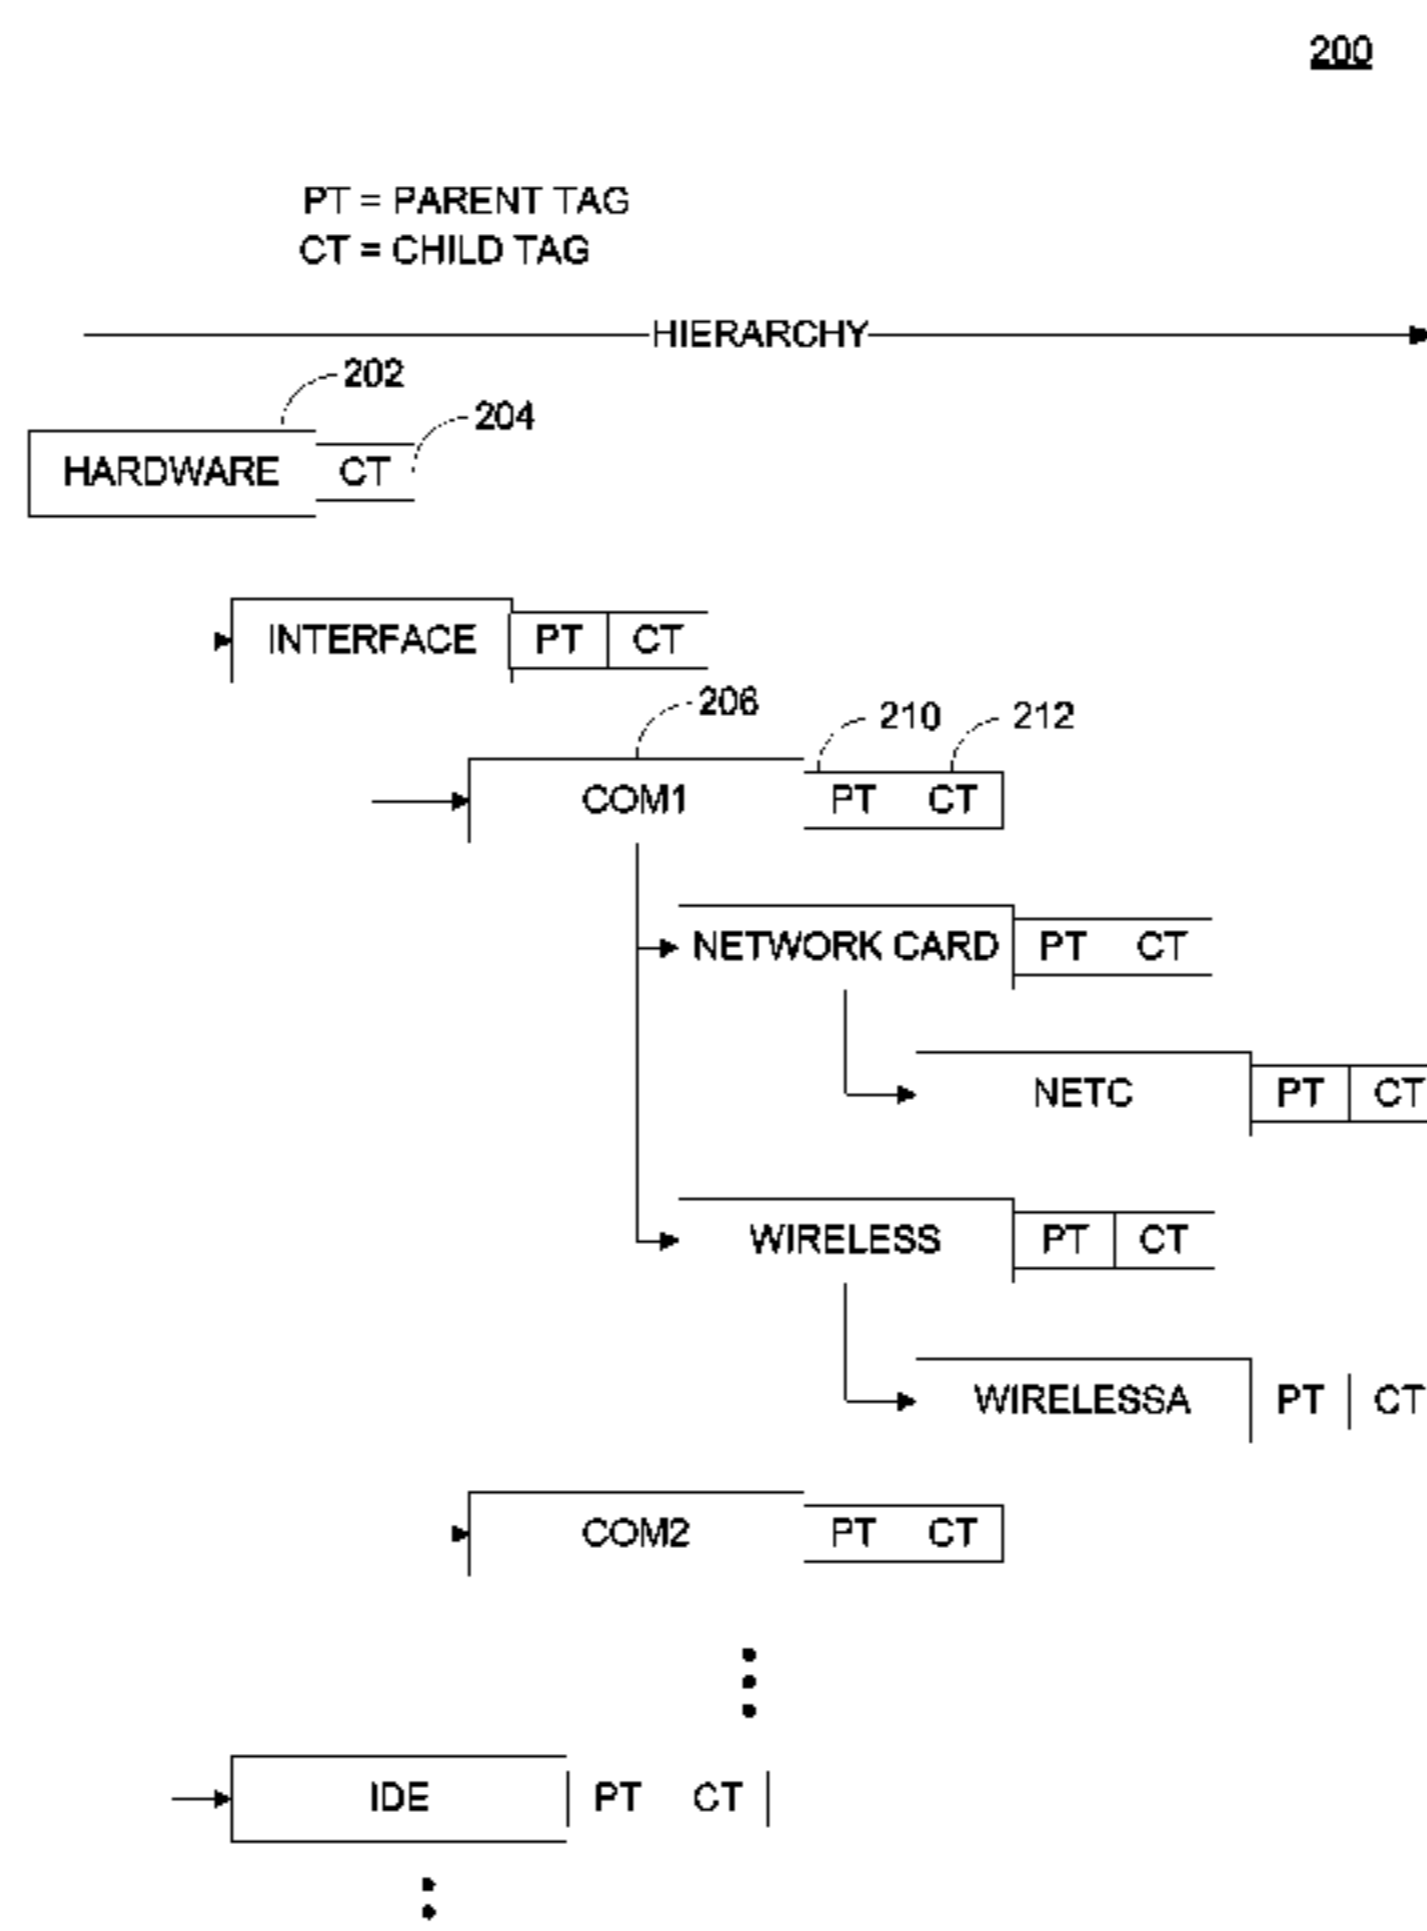 200
PT = PARENT TAG
CT = CHILD TAG
HIERARCHY
202
204
HARDWARE CT
INTERFACE PT CT
206
210 212
COM1 PT CT
NETWORK CARD PT CT
NETC PT CT
WIRELESS PT CT
WIRELESSA PT CT
COM2 PT CT
IDE PT CT